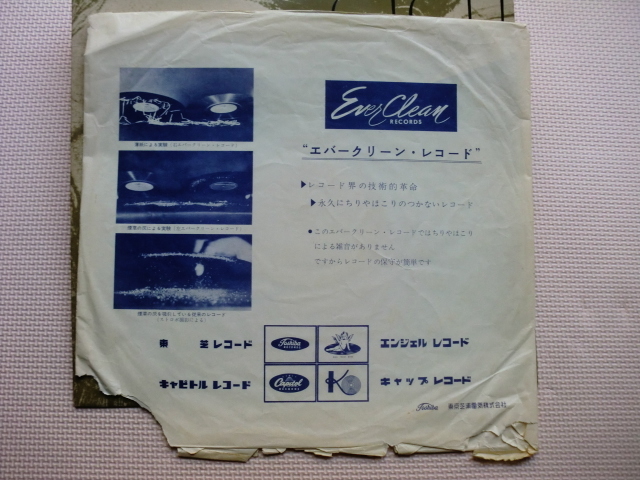 Ever Clean
RECORDS
“エバークリーン・レコード”
▶レコード界の技術的革命
▶永久にちりやほこりのつかないレコード
●このエバークリーン・レコードではちりやほこり
による雑音がありません
ですからレコードの保守が簡単です
東芝レコード
Toshiba
RECORDS
エンジェル レコード
キャピトル レコード
Capitol
RECORDS
キャップ レコード
Toshiba 東京芝浦電気株式会社